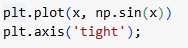 plt.plot(x, np.sin(x))
plt.axis('tight');